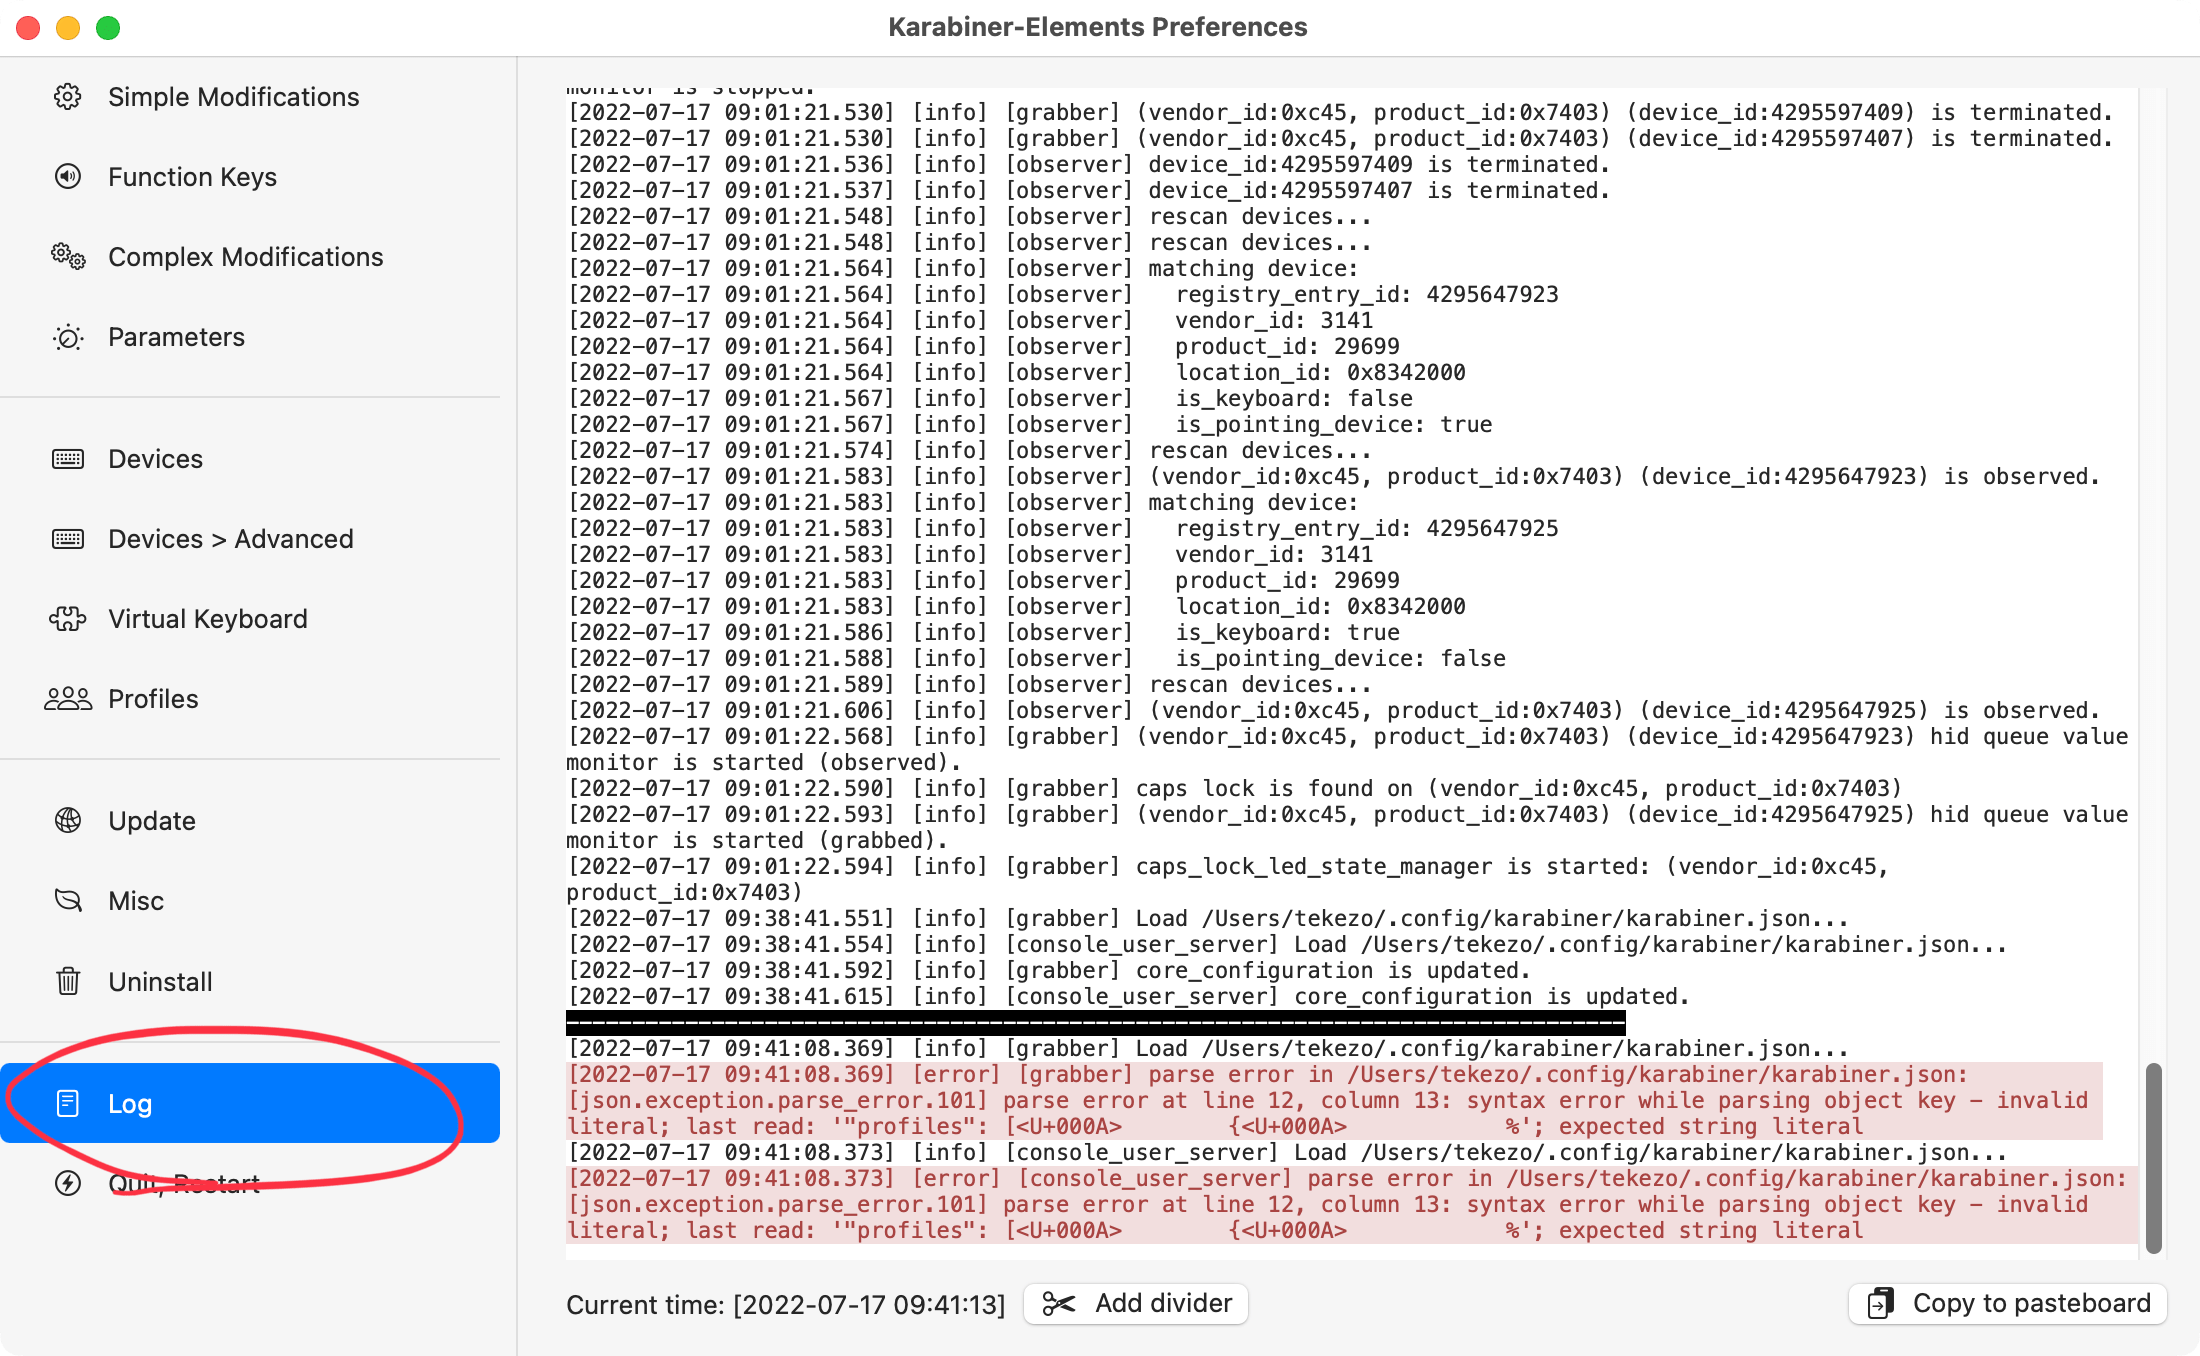 Karabiner-Elements Preferences
Simple Modifications
Function Keys
Complex Modifications
Parameters
Devices
Devices > Advanced
Virtual Keyboard
Profiles
Update
Misc
Uninstall
Log
Quit, Restart
monitor is stopped.
[2022-07-17 09:01:21.530] [info] [grabber] (vendor_id:0xc45, product_id:0x7403) (device_id:4295597409) is terminated.
[2022-07-17 09:01:21.530] [info] [grabber] (vendor_id:0xc45, product_id:0x7403) (device_id:4295597407) is terminated.
[2022-07-17 09:01:21.536] [info] [observer] device_id:4295597409 is terminated.
[2022-07-17 09:01:21.537] [info] [observer] device_id:4295597407 is terminated.
[2022-07-17 09:01:21.548] [info] [observer] rescan devices...
[2022-07-17 09:01:21.548] [info] [observer] rescan devices...
[2022-07-17 09:01:21.564] [info] [observer] matching device:
[2022-07-17 09:01:21.564] [info] [observer]   registry_entry_id: 4295647923
[2022-07-17 09:01:21.564] [info] [observer]   vendor_id: 3141
[2022-07-17 09:01:21.564] [info] [observer]   product_id: 29699
[2022-07-17 09:01:21.564] [info] [observer]   location_id: 0x8342000
[2022-07-17 09:01:21.567] [info] [observer]   is_keyboard: false
[2022-07-17 09:01:21.567] [info] [observer]   is_pointing_device: true
[2022-07-17 09:01:21.574] [info] [observer] rescan devices...
[2022-07-17 09:01:21.583] [info] [observer] (vendor_id:0xc45, product_id:0x7403) (device_id:4295647923) is observed.
[2022-07-17 09:01:21.583] [info] [observer] matching device:
[2022-07-17 09:01:21.583] [info] [observer]   registry_entry_id: 4295647925
[2022-07-17 09:01:21.583] [info] [observer]   vendor_id: 3141
[2022-07-17 09:01:21.583] [info] [observer]   product_id: 29699
[2022-07-17 09:01:21.583] [info] [observer]   location_id: 0x8342000
[2022-07-17 09:01:21.586] [info] [observer]   is_keyboard: true
[2022-07-17 09:01:21.588] [info] [observer]   is_pointing_device: false
[2022-07-17 09:01:21.589] [info] [observer] rescan devices...
[2022-07-17 09:01:21.606] [info] [observer] (vendor_id:0xc45, product_id:0x7403) (device_id:4295647925) is observed.
[2022-07-17 09:01:22.568] [info] [grabber] (vendor_id:0xc45, product_id:0x7403) (device_id:4295647923) hid queue value
monitor is started (observed).
[2022-07-17 09:01:22.590] [info] [grabber] caps lock is found on (vendor_id:0xc45, product_id:0x7403)
[2022-07-17 09:01:22.593] [info] [grabber] (vendor_id:0xc45, product_id:0x7403) (device_id:4295647925) hid queue value
monitor is started (grabbed).
[2022-07-17 09:01:22.594] [info] [grabber] caps_lock_led_state_manager is started: (vendor_id:0xc45,
product_id:0x7403)
[2022-07-17 09:38:41.551] [info] [grabber] Load /Users/tekezo/.config/karabiner/karabiner.json...
[2022-07-17 09:38:41.554] [info] [console_user_server] Load /Users/tekezo/.config/karabiner/karabiner.json...
[2022-07-17 09:38:41.592] [info] [grabber] core_configuration is updated.
[2022-07-17 09:38:41.615] [info] [console_user_server] core_configuration is updated.
--------------------------------------------------------------------------------
[2022-07-17 09:41:08.369] [info] [grabber] Load /Users/tekezo/.config/karabiner/karabiner.json...
[2022-07-17 09:41:08.369] [error] [grabber] parse error in /Users/tekezo/.config/karabiner/karabiner.json:
[json.exception.parse_error.101] parse error at line 12, column 13: syntax error while parsing object key - invalid
literal; last read: '"profiles": [<U+000A>        {<U+000A>            %'; expected string literal
[2022-07-17 09:41:08.373] [info] [console_user_server] Load /Users/tekezo/.config/karabiner/karabiner.json...
[2022-07-17 09:41:08.373] [error] [console_user_server] parse error in /Users/tekezo/.config/karabiner/karabiner.json:
[json.exception.parse_error.101] parse error at line 12, column 13: syntax error while parsing object key - invalid
literal; last read: '"profiles": [<U+000A>        {<U+000A>            %'; expected string literal
Current time: [2022-07-17 09:41:13]
Add divider
Copy to pasteboard